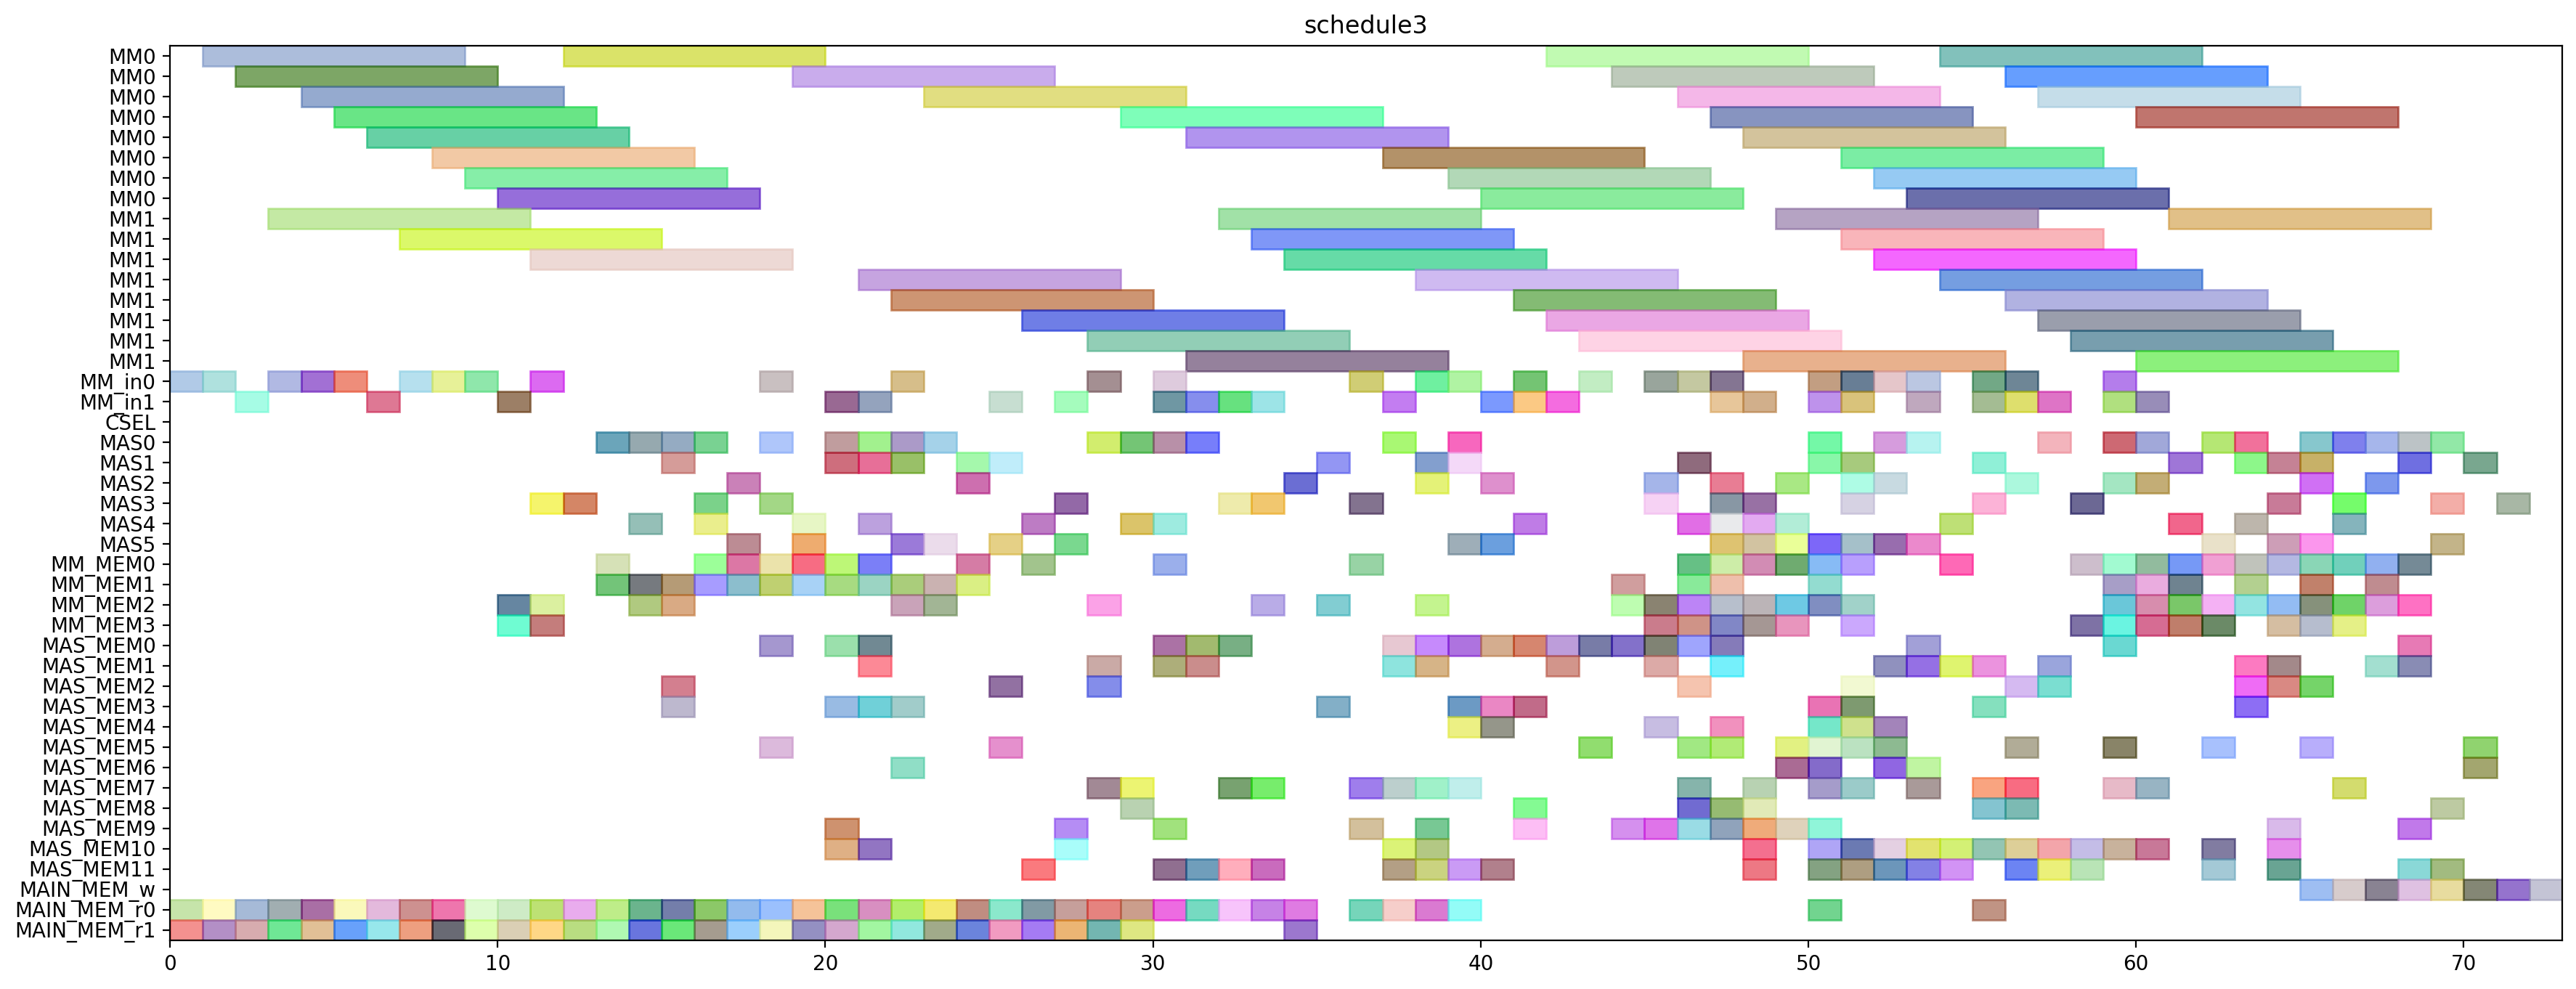 schedule3
MM0
MM0
MM0
MM0
MM0
MM0
MM0
MM0
MM1
MM1
MM1
MM1
MM1
MM1
MM1
MM1
MM_in0
MM_in1
CSEL
MAS0
MAS1
MAS2
MAS3
MAS4
MAS5
MM_MEM0
MM_MEM1
MM_MEM2
MM_MEM3
MAS_MEM0
MAS_MEM1
MAS_MEM2
MAS_MEM3
MAS_MEM4
MAS_MEM5
MAS_MEM6
MAS_MEM7
MAS_MEM8
MAS_MEM9
MAS_MEM10
MAS_MEM11
MAIN_MEM_w
MAIN_MEM_r0
MAIN_MEM_r1
0 10 20 30 40 50 60 70